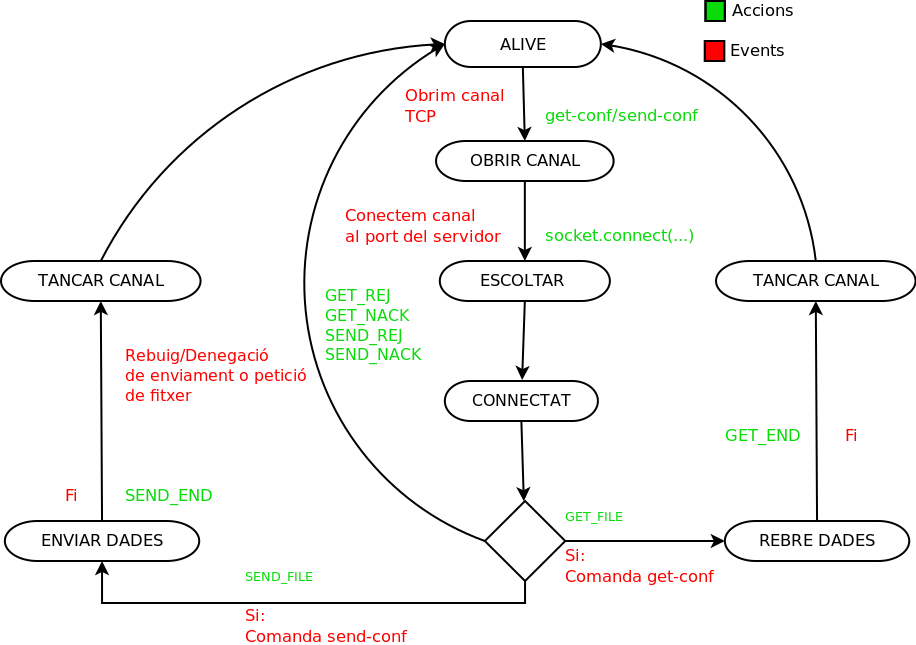 Accions
ALIVE
Events
Obrim canal
TCP
get-conf/send-conf
OBRIR CANAL
Conectem canal
al port del servidor
socket.connect(...)
TANCAR CANAL
ESCOLTAR
TANCAR CANAL
GET_REJ
GET_NACK
SEND_REJ
SEND_NACK
Rebuig/Denegació
de enviament o petició
de fitxer
CONNECTAT
GET_END
Fi
Fi
SEND_END
GET_FILE
ENVIAR DADES
REBRE DADES
Si:
Comanda get-conf
SEND_FILE
Si:
Comanda send-conf